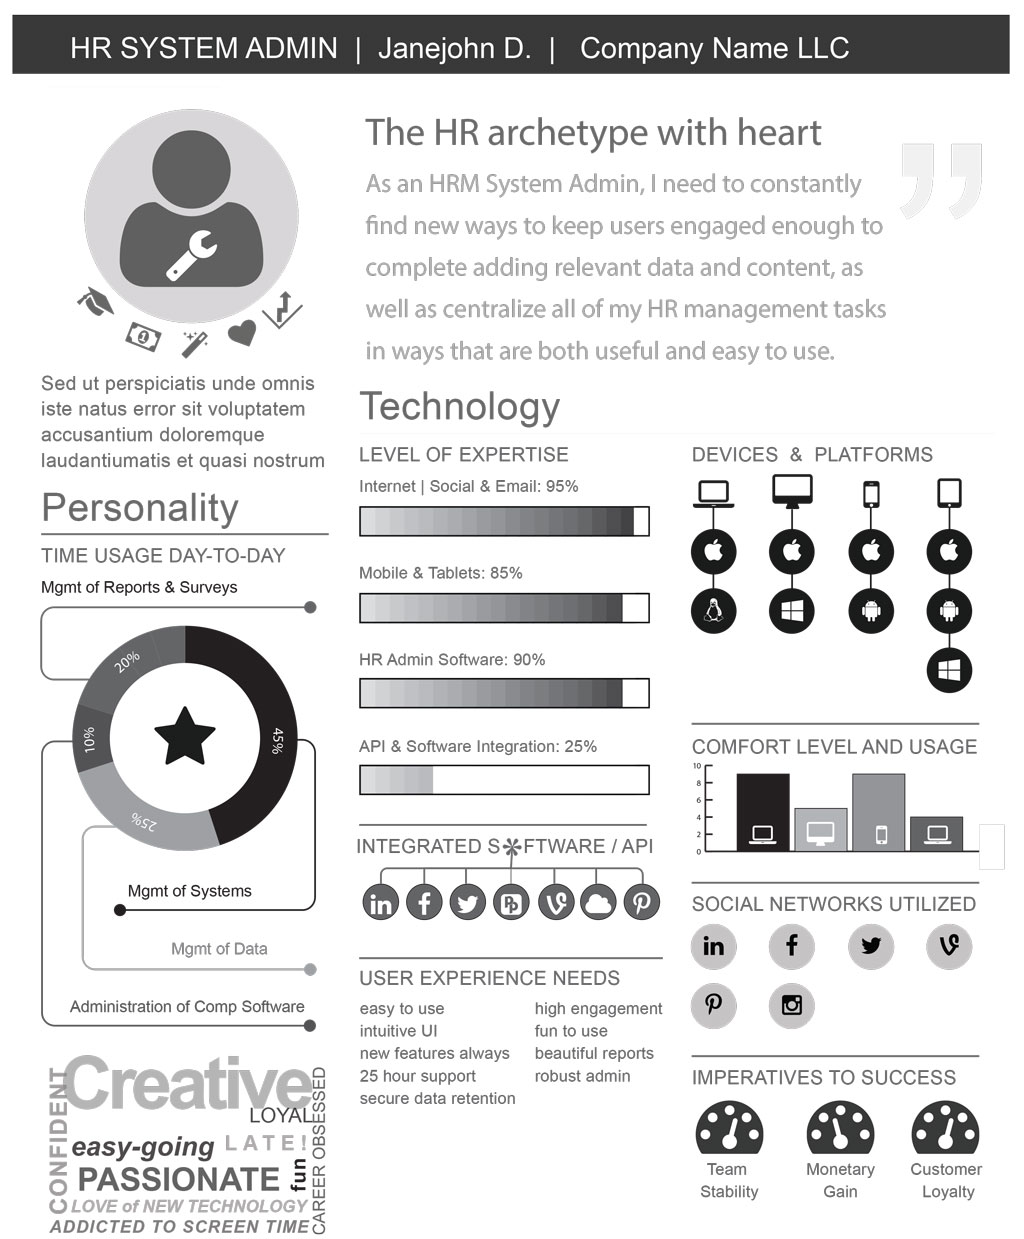 HR SYSTEM ADMIN | Janejohn D. | Company Name LLC
The HR archetype with heart
As an HRM System Admin, I need to constantly
find new ways to keep users engaged enough to
complete adding relevant data and content, as
well as centralize all of my HR management tasks
in ways that are both useful and easy to use.
”
Sed ut perspiciatis unde omnis
iste natus error sit voluptatem
accusantium doloremque
laudantiumatis et quasi nostrum
Personality
TIME USAGE DAY-TO-DAY
Mgmt of Reports & Surveys
20%
10%
45%
25%
Mgmt of Systems
Mgmt of Data
Administration of Comp Software
CONFIDENT
Creative
LOYAL
easy-going
LATE!
PASSIONATE
fun
LOVE of NEW TECHNOLOGY
ADDICTED TO SCREEN TIME
CAREER OBSESSED
Technology
LEVEL OF EXPERTISE
Internet | Social & Email: 95%
Mobile & Tablets: 85%
HR Admin Software: 90%
API & Software Integration: 25%
INTEGRATED S*FTWARE / API
USER EXPERIENCE NEEDS
easy to use
intuitive UI
new features always
25 hour support
secure data retention
high engagement
fun to use
beautiful reports
robust admin
DEVICES & PLATFORMS
COMFORT LEVEL AND USAGE
10
8
6
4
2
0
SOCIAL NETWORKS UTILIZED
IMPERATIVES TO SUCCESS
Team
Stability
Monetary
Gain
Customer
Loyalty